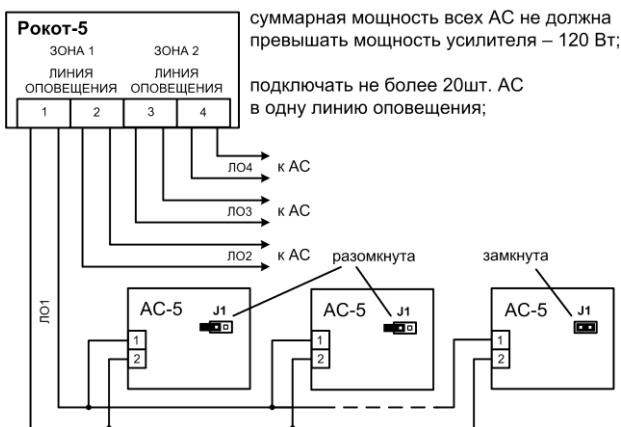 суммарная мощность всех АС не должна
превышать мощность усилителя – 120 Вт;
подключать не более 20шт. АС
в одну линию оповещения;
Рокот-5
ЗОНА 1 ЗОНА 2
ЛИНИЯ ОПОВЕЩЕНИЯ ЛИНИЯ ОПОВЕЩЕНИЯ
1 2 3 4
ЛО4 к АС
ЛО3 к АС
ЛО2 к АС
ЛО1
разомкнута замкнута
АС-5 J1
1
2
АС-5 J1
1
2
АС-5 J1
1
2